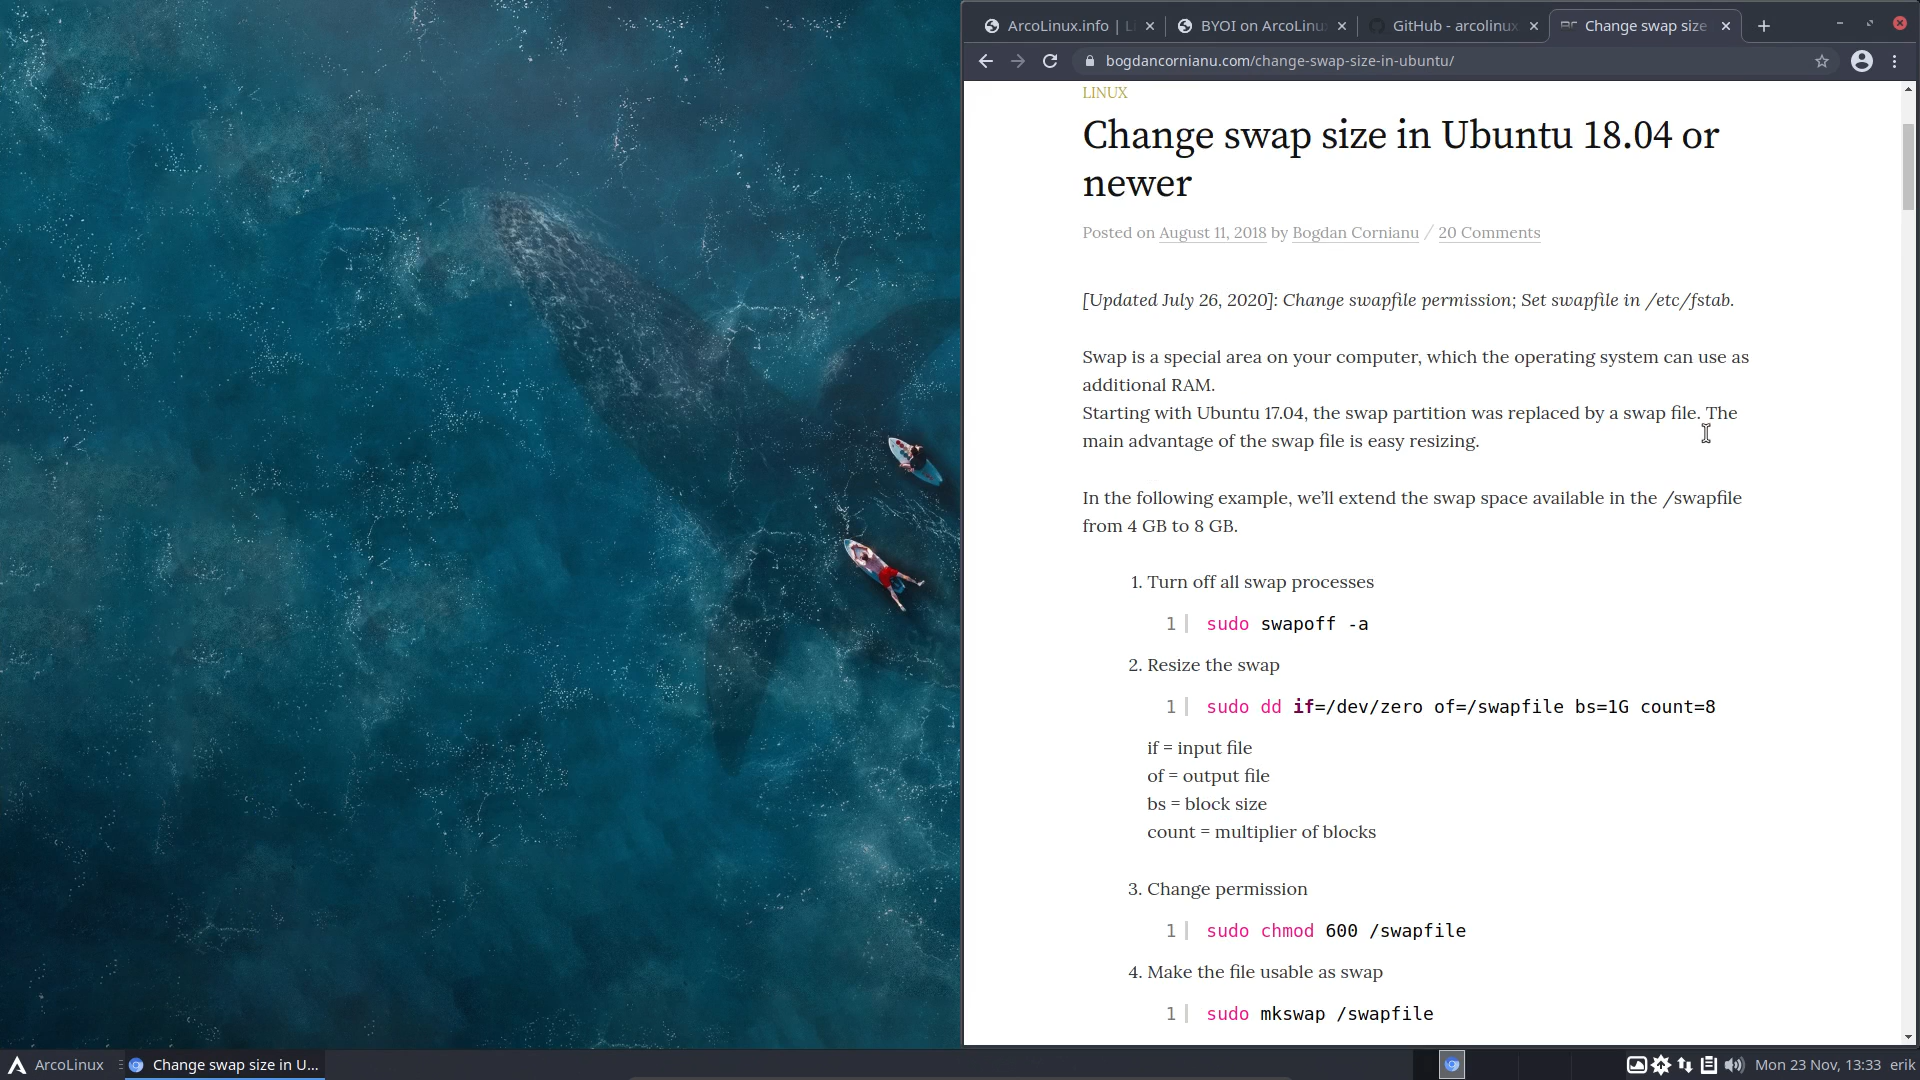 ArcoLinux.info | Li
BYOI on ArcoLinu
GitHub - arcolinux
Change swap size
bogdancornianu.com/change-swap-size-in-ubuntu/
LINUX
Change swap size in Ubuntu 18.04 or
newer
Posted on August 11, 2018 by Bogdan Cornianu / 20 Comments
[Updated July 26, 2020]: Change swapfile permission; Set swapfile in /etc/fstab.
Swap is a special area on your computer, which the operating system can use as
additional RAM.
Starting with Ubuntu 17.04, the swap partition was replaced by a swap file. The
main advantage of the swap file is easy resizing.
In the following example, we’ll extend the swap space available in the /swapfile
from 4 GB to 8 GB.
1. Turn off all swap processes
1 sudo swapoff -a
2. Resize the swap
1 sudo dd if=/dev/zero of=/swapfile bs=1G count=8
if = input file
of = output file
bs = block size
count = multiplier of blocks
3. Change permission
1 sudo chmod 600 /swapfile
4. Make the file usable as swap
1 sudo mkswap /swapfile
ArcoLinux
Change swap size in U...
Mon 23 Nov, 13:33 erik